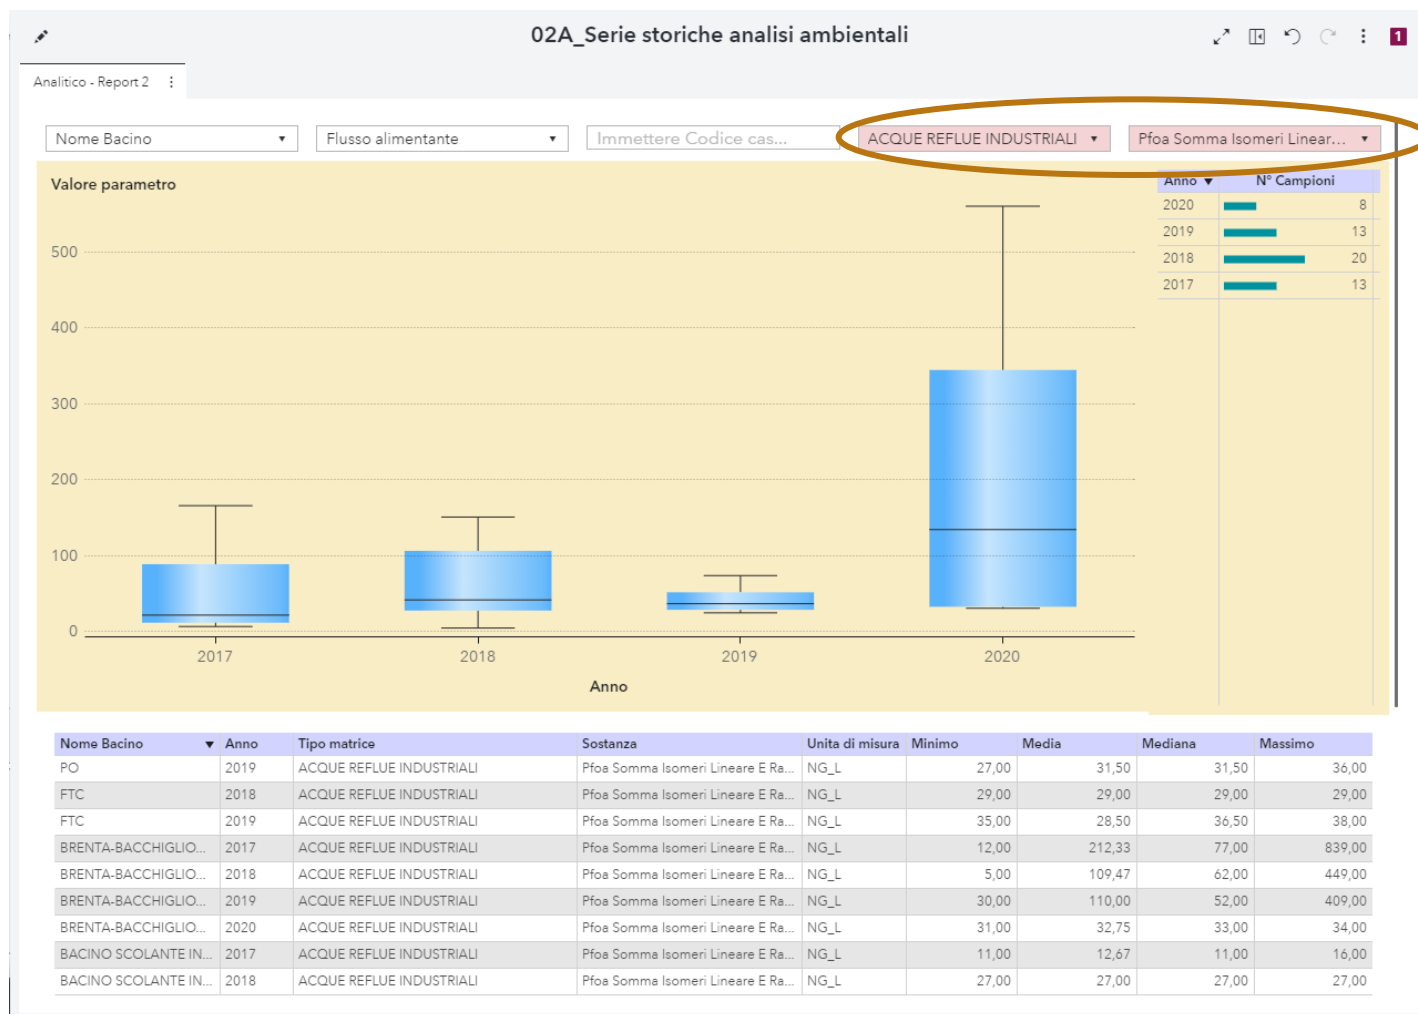 02A_Serie storiche analisi ambientali
1
Analitico - Report 2
Nome Bacino Flusso alimentante Immettere Codice cas... ACQUE REFLUE INDUSTRIALI Pfoa Somma Isomeri Linear...
Valore parametro
500
400
300
200
100
0
2017 2018 2019 2020
Anno
Anno N° Campioni
2020 8
2019 13
2018 20
2017 13
Nome Bacino Anno Tipo matrice Sostanza Unita di misura Minimo Media Mediana Massimo
PO 2019 ACQUE REFLUE INDUSTRIALI Pfoa Somma Isomeri Lineare E Ra... NG_L 27,00 31,50 31,50 36,00
FTC 2018 ACQUE REFLUE INDUSTRIALI Pfoa Somma Isomeri Lineare E Ra... NG_L 29,00 29,00 29,00 29,00
FTC 2019 ACQUE REFLUE INDUSTRIALI Pfoa Somma Isomeri Lineare E Ra... NG_L 35,00 28,50 36,50 38,00
BRENTA-BACCHIGLIO... 2017 ACQUE REFLUE INDUSTRIALI Pfoa Somma Isomeri Lineare E Ra... NG_L 12,00 212,33 77,00 839,00
BRENTA-BACCHIGLIO... 2018 ACQUE REFLUE INDUSTRIALI Pfoa Somma Isomeri Lineare E Ra... NG_L 5,00 109,47 62,00 449,00
BRENTA-BACCHIGLIO... 2019 ACQUE REFLUE INDUSTRIALI Pfoa Somma Isomeri Lineare E Ra... NG_L 30,00 110,00 52,00 409,00
BRENTA-BACCHIGLIO... 2020 ACQUE REFLUE INDUSTRIALI Pfoa Somma Isomeri Lineare E Ra... NG_L 31,00 32,75 33,00 34,00
BACINO SCOLANTE IN... 2017 ACQUE REFLUE INDUSTRIALI Pfoa Somma Isomeri Lineare E Ra... NG_L 11,00 12,67 11,00 16,00
BACINO SCOLANTE IN... 2018 ACQUE REFLUE INDUSTRIALI Pfoa Somma Isomeri Lineare E Ra... NG_L 27,00 27,00 27,00 27,00